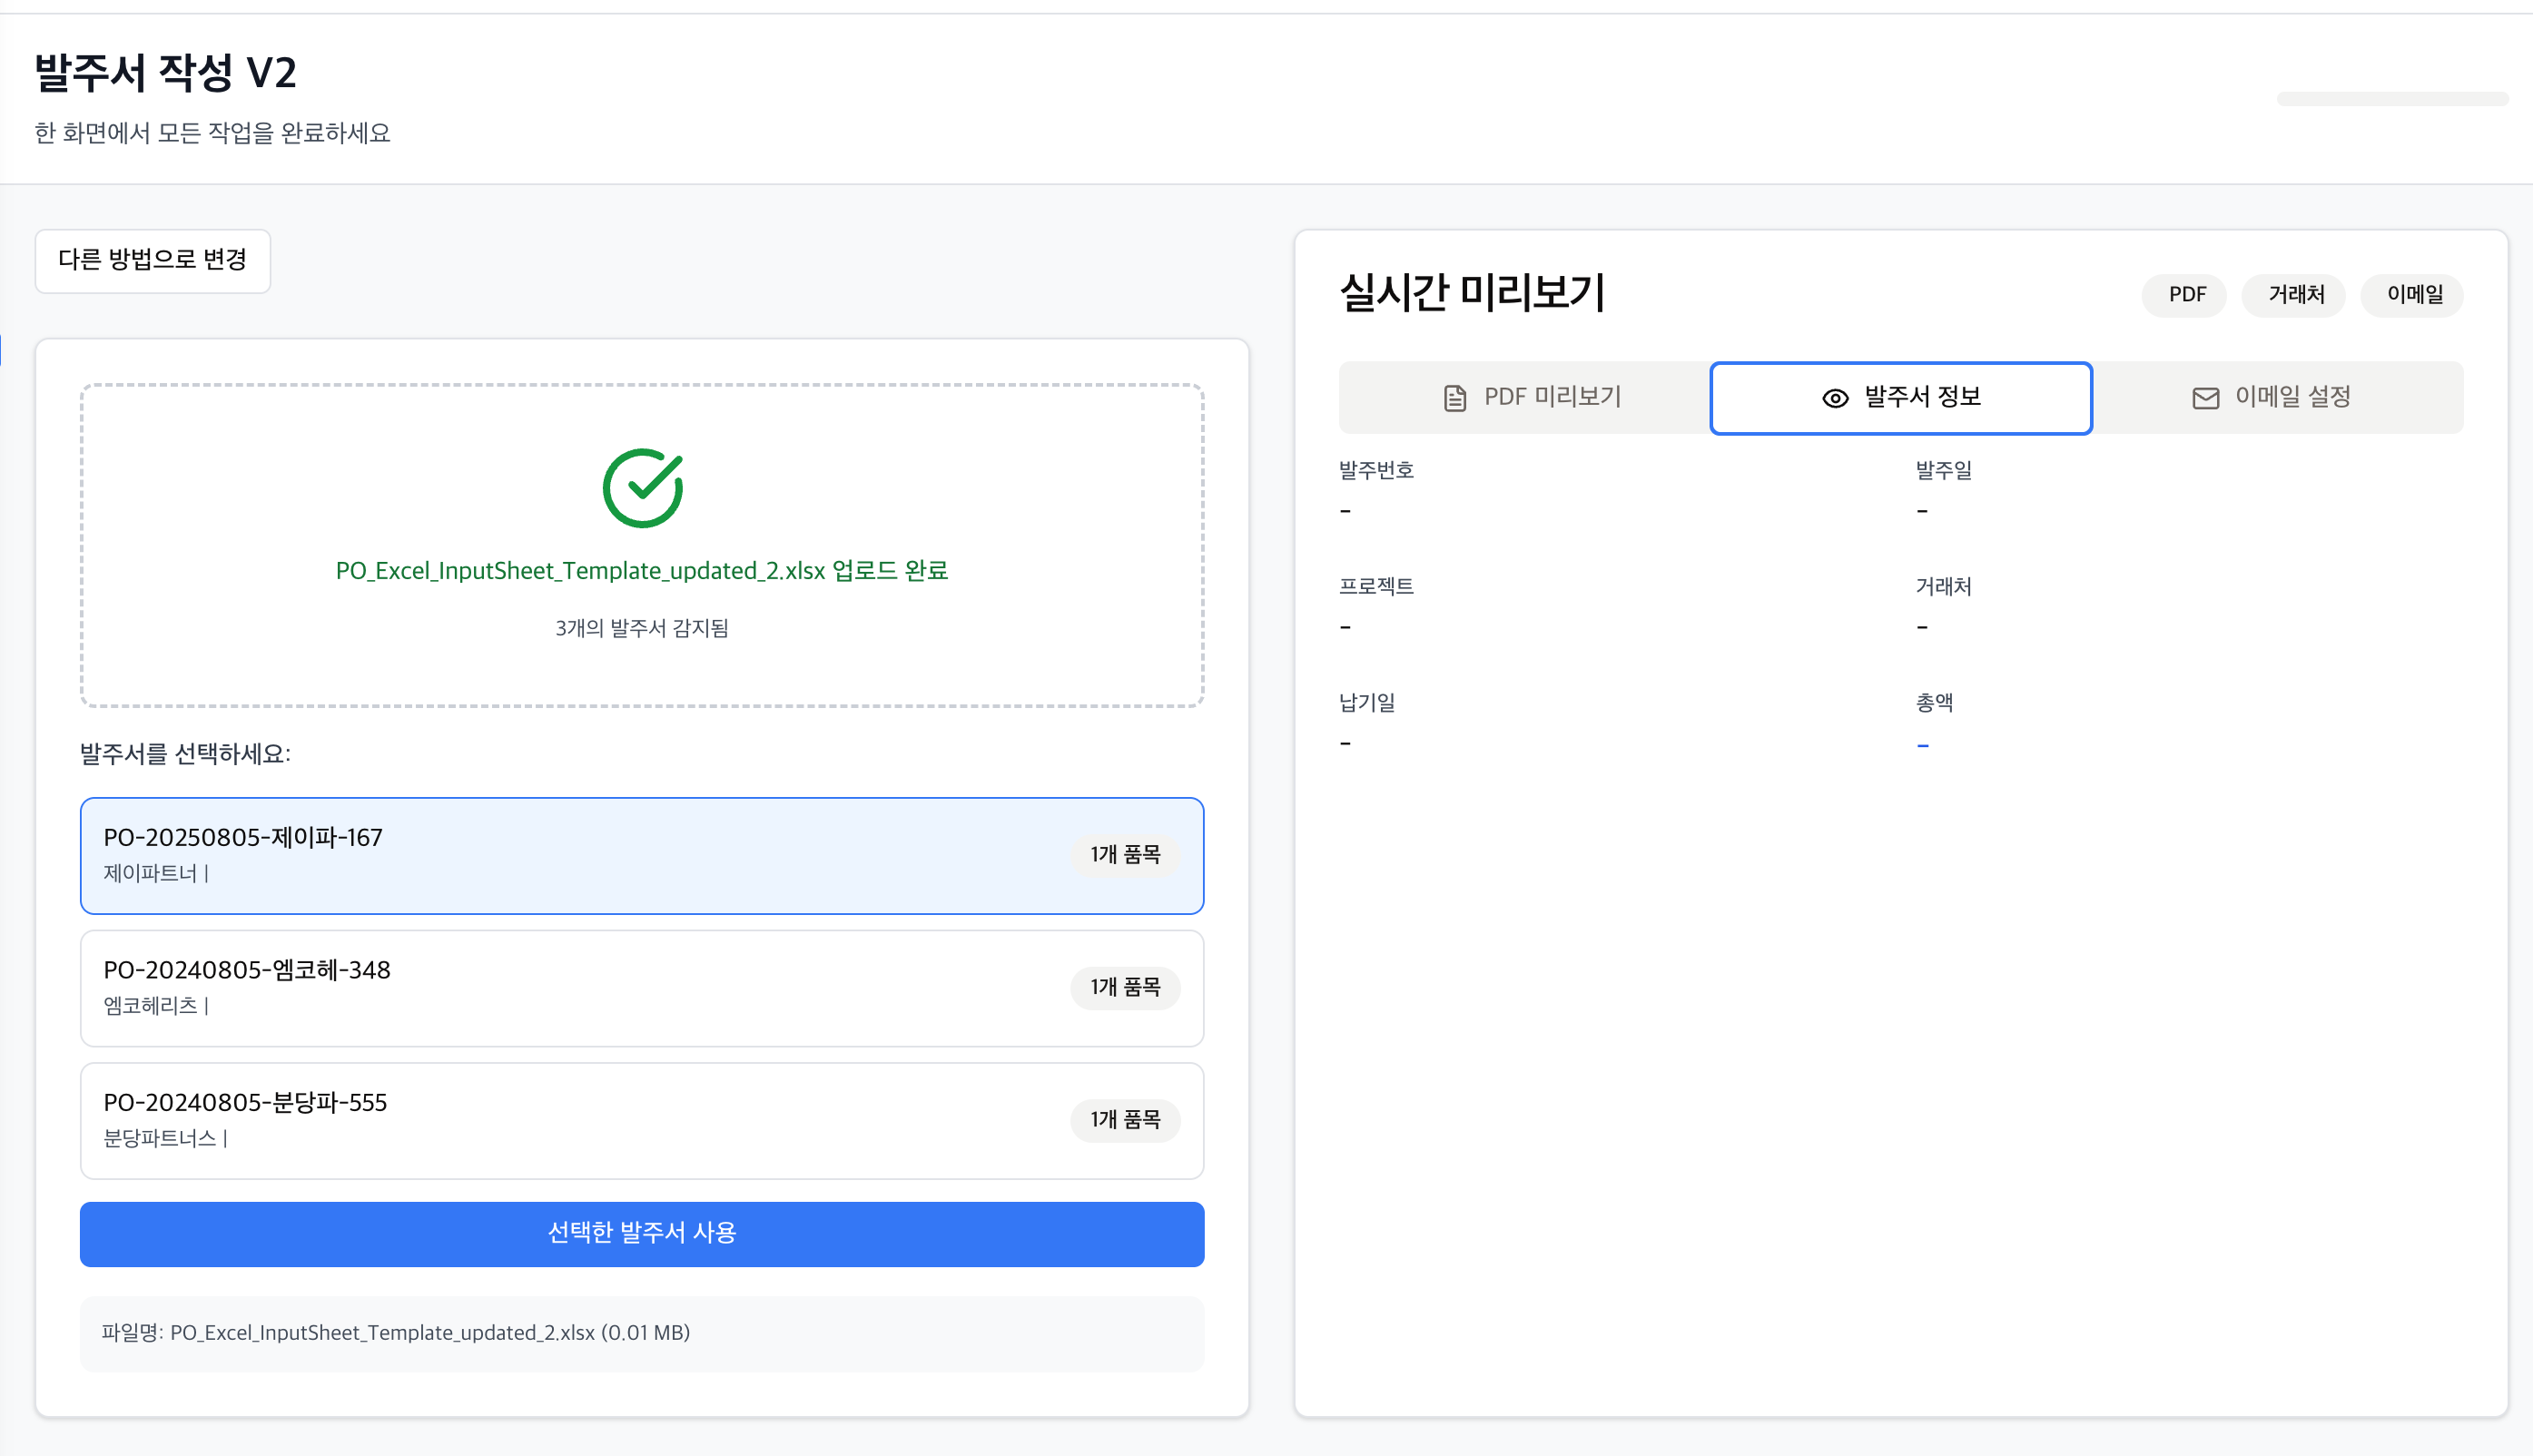 발주서 작성 V2
한 화면에서 모든 작업을 완료하세요
다른 방법으로 변경
PO_Excel_InputSheet_Template_updated_2.xlsx 업로드 완료
3개의 발주서 감지됨
발주서를 선택하세요:
PO-20250805-제이파-167
제이파트너 |
1개 품목
PO-20240805-엠코헤-348
엠코헤리츠 |
1개 품목
PO-20240805-분당파-555
분당파트너스 |
1개 품목
선택한 발주서 사용
파일명: PO_Excel_InputSheet_Template_updated_2.xlsx (0.01 MB)
실시간 미리보기
PDF 거래처 이메일
PDF 미리보기 발주서 정보 이메일 설정
발주번호 발주일
- -
프로젝트 거래처
- -
납기일 총액
- -